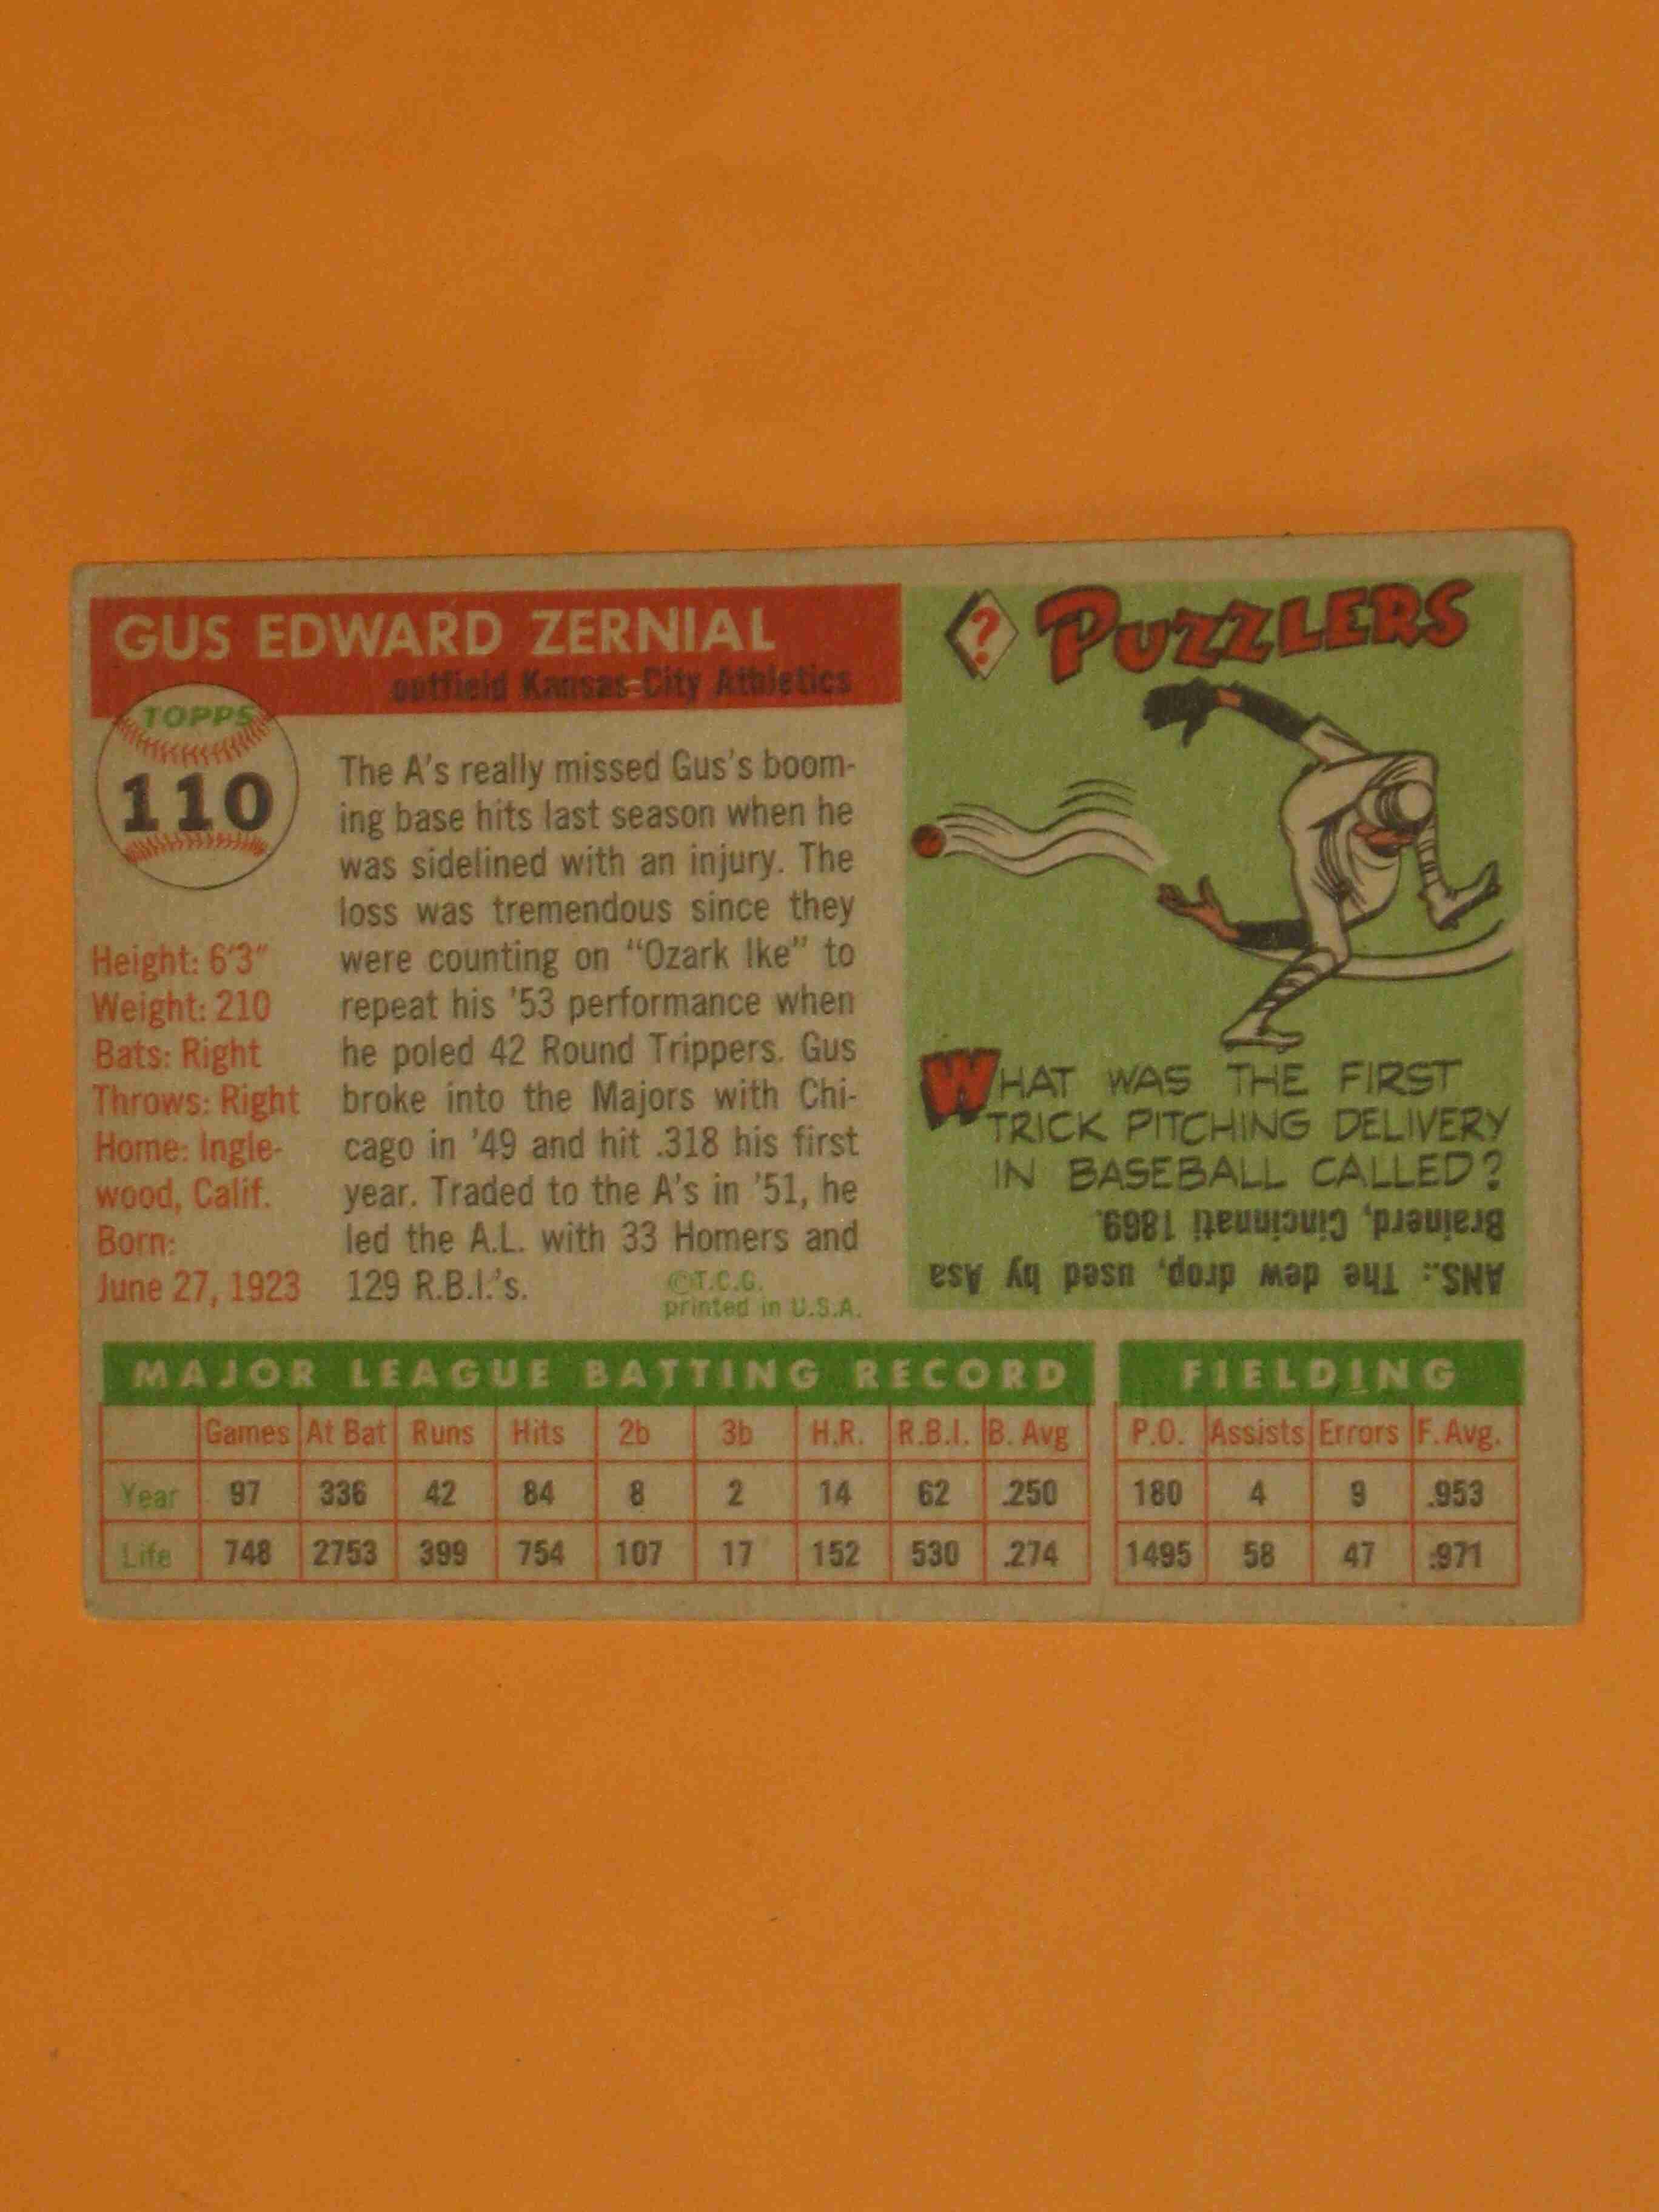 GUS EDWARD ZERNIAL
outfield Kansas City Athletics
TOPPS
110
Height: 6'3"
Weight: 210
Bats: Right
Throws: Right
Home: Ingle-
wood, Calif.
Born:
June 27, 1923
The A's really missed Gus's boom-
ing base hits last season when he
was sidelined with an injury. The
loss was tremendous since they
were counting on "Ozark Ike" to
repeat his '53 performance when
he poled 42 Round Trippers. Gus
broke into the Majors with Chi-
cago in '49 and hit .318 his first
year. Traded to the A's in '51, he
led the A.L. with 33 Homers and
129 R.B.I.'s.
©T.C.G.
printed in U.S.A.
? PUZZLERS
WHAT WAS THE FIRST
TRICK PITCHING DELIVERY
IN BASEBALL CALLED?
ANS.: The dew drop, used by Asa
Brainerd, Cincinnati 1869.
MAJOR LEAGUE BATTING RECORD
Games At Bat Runs Hits 2b 3b H.R. R.B.I. B. Avg
Year 97 336 42 84 8 2 14 62 .250
Life 748 2753 399 754 107 17 152 530 .274
FIELDING
P.O. Assists Errors F. Avg.
180 4 9 .953
1495 58 47 .971